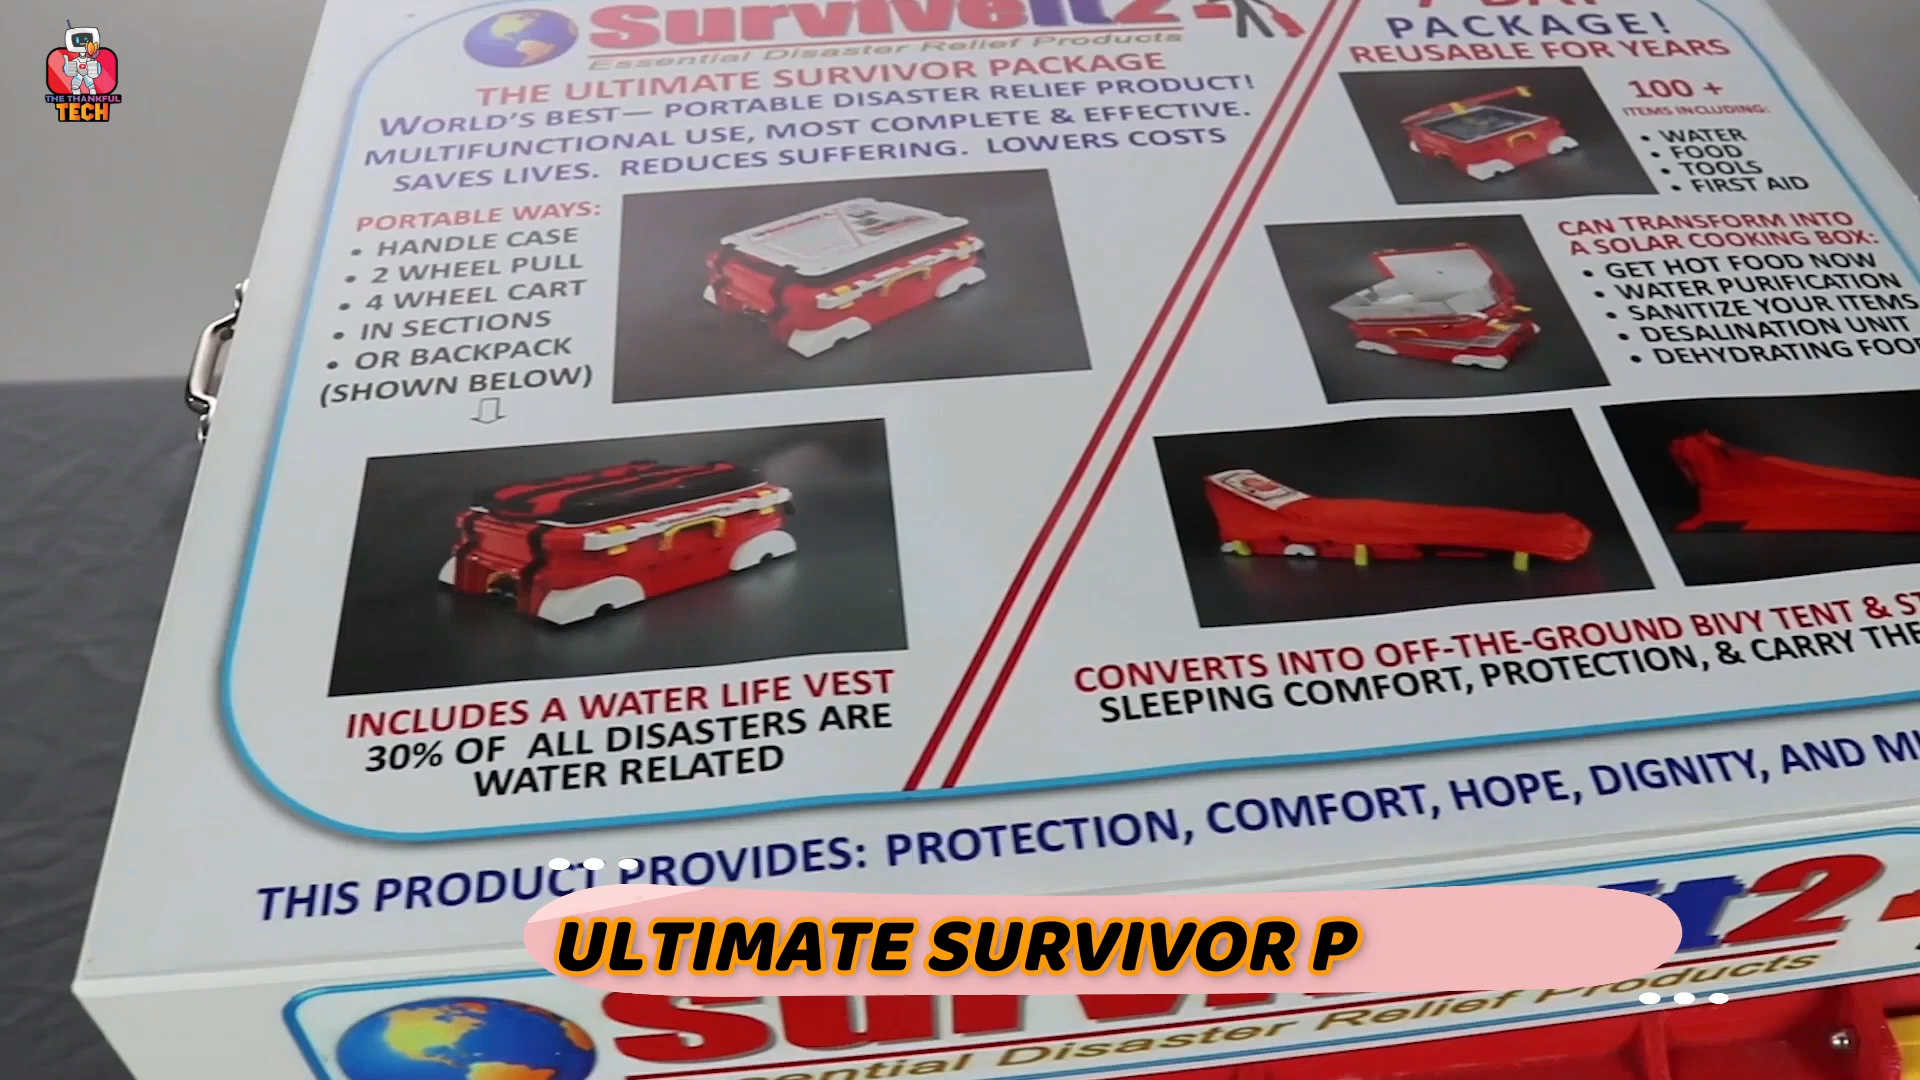 THE THANKFUL
TECH
SurviveIt2
Essential Disaster Relief Products
THE ULTIMATE SURVIVOR PACKAGE
WORLD'S BEST— PORTABLE DISASTER RELIEF PRODUCT!
MULTIFUNCTIONAL USE, MOST COMPLETE & EFFECTIVE.
SAVES LIVES. REDUCES SUFFERING. LOWERS COSTS
PORTABLE WAYS:
• HANDLE CASE
• 2 WHEEL PULL
• 4 WHEEL CART
• IN SECTIONS
• OR BACKPACK
(SHOWN BELOW)
INCLUDES A WATER LIFE VEST
30% OF ALL DISASTERS ARE
WATER RELATED
7 DAY
PACKAGE!
REUSABLE FOR YEARS
100 +
ITEMS INCLUDING:
• WATER
• FOOD
• TOOLS
• FIRST AID
CAN TRANSFORM INTO
A SOLAR COOKING BOX:
• GET HOT FOOD NOW
• WATER PURIFICATION
• SANITIZE YOUR ITEMS
• DESALINATION UNIT
• DEHYDRATING FOOD
CONVERTS INTO OFF-THE-GROUND BIVY TENT &
SLEEPING COMFORT, PROTECTION, & CARRY
THIS PRODUCT PROVIDES: PROTECTION, COMFORT, HOPE, DIGNITY, AND
ULTIMATE SURVIVOR P
Disaster Relief Products